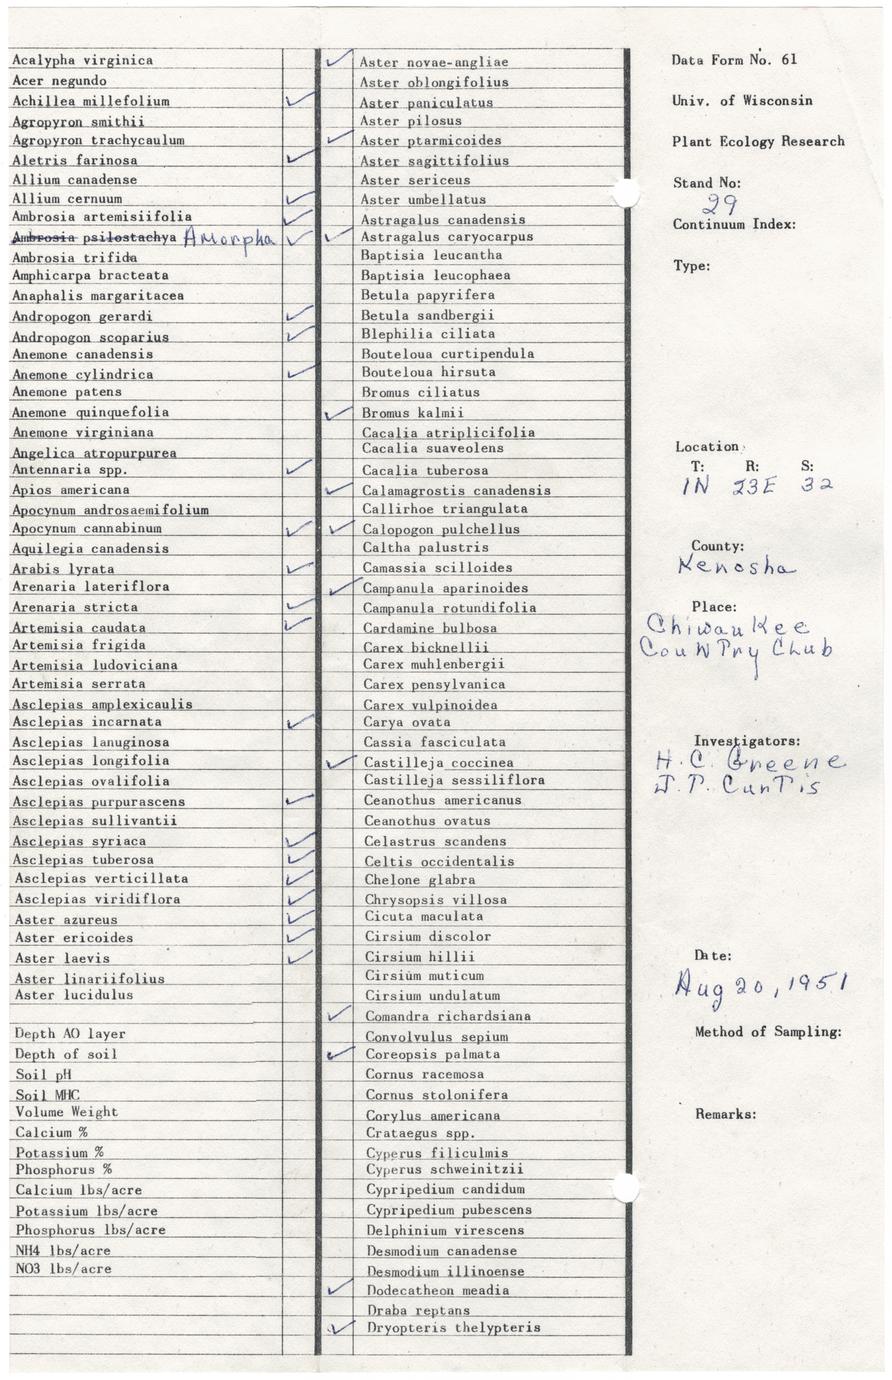 Acalypha virginica
Acer negundo
Achillea millefolium ✓
Agropyron smithii
Agropyron trachycaulum
Aletris farinosa ✓
Allium canadense
Allium cernuum ✓
Ambrosia artemisiifolia ✓
Ambrosia psilostachya Amorpha ✓
Ambrosia trifida
Amphicarpa bracteata
Anaphalis margaritacea
Andropogon gerardi ✓
Andropogon scoparius ✓
Anemone canadensis
Anemone cylindrica ✓
Anemone patens
Anemone quinquefolia
Anemone virginiana
Angelica atropurpurea
Antennaria spp. ✓
Apios americana
Apocynum androsaemifolium
Apocynum cannabinum ✓
Aquilegia canadensis
Arabis lyrata ✓
Arenaria lateriflora
Arenaria stricta ✓
Artemisia caudata ✓
Artemisia frigida
Artemisia ludoviciana
Artemisia serrata
Asclepias amplexicaulis
Asclepias incarnata ✓
Asclepias lanuginosa
Asclepias longifolia
Asclepias ovalifolia
Asclepias purpurascens ✓
Asclepias sullivantii
Asclepias syriaca ✓
Asclepias tuberosa ✓
Asclepias verticillata ✓
Asclepias viridiflora ✓
Aster azureus ✓
Aster ericoides ✓
Aster laevis ✓
Aster linariifolius
Aster lucidulus
Depth AO layer
Depth of soil
Soil pH
Soil MHC
Volume Weight
Calcium %
Potassium %
Phosphorus %
Calcium lbs/acre
Potassium lbs/acre
Phosphorus lbs/acre
NH4 lbs/acre
NO3 lbs/acre
✓ Aster novae-angliae
Aster oblongifolius
Aster paniculatus
Aster pilosus
✓ Aster ptarmicoides
Aster sagittifolius
Aster sericeus
Aster umbellatus
Astragalus canadensis
✓ Astragalus caryocarpus
Baptisia leucantha
Baptisia leucophaea
Betula papyrifera
Betula sandbergii
Blephilia ciliata
Bouteloua curtipendula
Bouteloua hirsuta
Bromus ciliatus
✓ Bromus kalmii
Cacalia atriplicifolia
Cacalia suaveolens
Cacalia tuberosa
✓ Calamagrostis canadensis
Callirhoe triangulata
✓ Calopogon pulchellus
Caltha palustris
Camassia scilloides
✓ Campanula aparinoides
Campanula rotundifolia
Cardamine bulbosa
Carex bicknellii
Carex muhlenbergii
Carex pensylvanica
Carex vulpinoidea
Carya ovata
Cassia fasciculata
✓ Castilleja coccinea
Castilleja sessiliflora
Ceanothus americanus
Ceanothus ovatus
Celastrus scandens
Celtis occidentalis
Chelone glabra
Chrysopsis villosa
Cicuta maculata
Cirsium discolor
Cirsium hillii
Cirsium muticum
Cirsium undulatum
✓ Comandra richardsiana
Convolvulus sepium
✓ Coreopsis palmata
Cornus racemosa
Cornus stolonifera
Corylus americana
Crataegus spp.
Cyperus filiculmis
Cyperus schweinitzii
Cypripedium candidum
Cypripedium pubescens
Delphinium virescens
Desmodium canadense
Desmodium illinoense
✓ Dodecatheon meadia
Draba reptans
✓ Dryopteris thelypteris
Data Form No. 61
Univ. of Wisconsin
Plant Ecology Research
Stand No:
29
Continuum Index:
Type:
Location:
T: R: S:
1N 23E 32
County:
Kenosha
Place:
Chiwaukee
Country Club
Investigators:
H.C. Greene
J.T. Curtis
Date:
Aug 20, 1951
Method of Sampling:
Remarks: